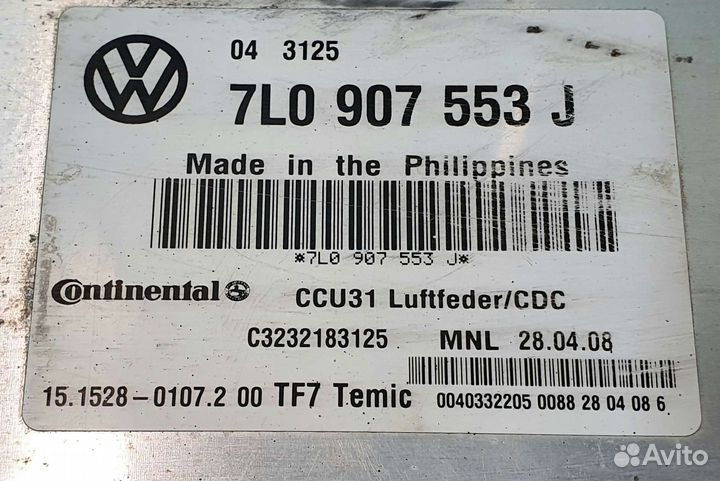 04 3125
7L0 907 553 J
Made in the Philippines
*7L0 907 553 J*
Continental CCU31 Luftfeder/CDC
C3232183125 MNL 28.04.08
15.1528-0107.2 00 TF7 Temic 0040332205 0088 28 04 08 6
Avito